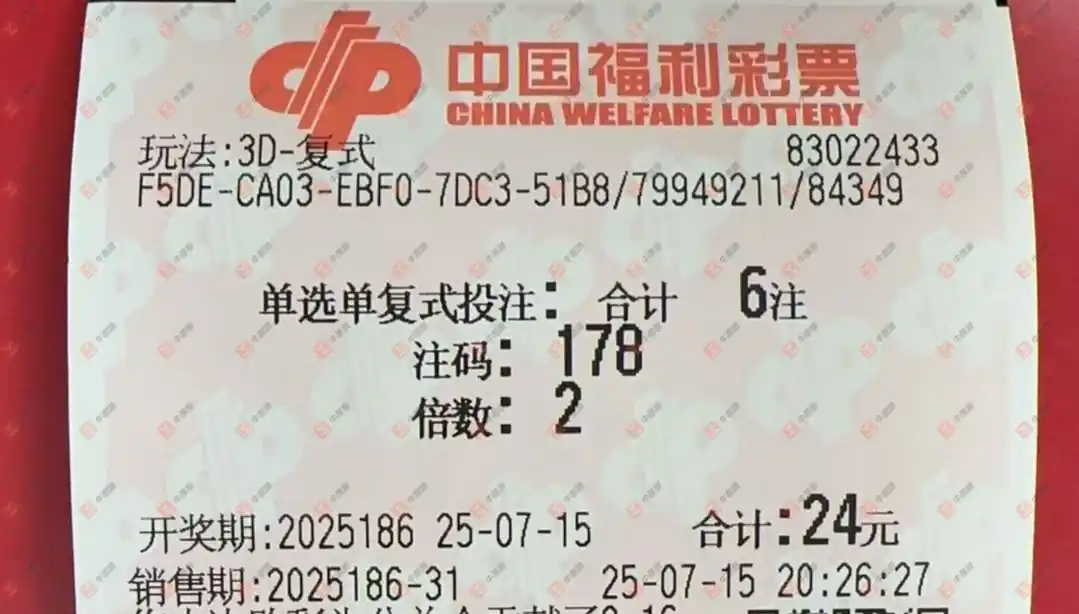 中国福利彩票
CHINA WELFARE LOTTERY
玩法:3D-复式 83022433
F5DE-CA03-EBF0-7DC3-51B8/79949211/84349
单选单复式投注: 合计 6注
注码: 178
倍数: 2
开奖期:2025186 25-07-15 合计:24元
销售期:2025186-31 25-07-15 20:26:27